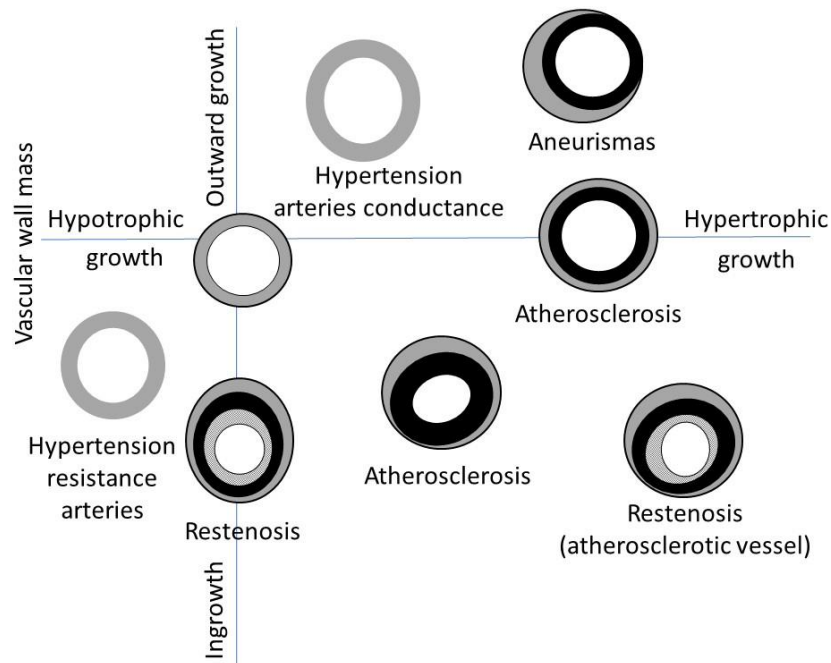 Vascular wall mass
Outward growth
Hypertension
arteries conductance
Aneurismas
Hypotrophic
growth
Hypertrophic
growth
Atherosclerosis
Hypertension
resistance
arteries
Restenosis
Atherosclerosis
Restenosis
(atherosclerotic vessel)
Ingrowth